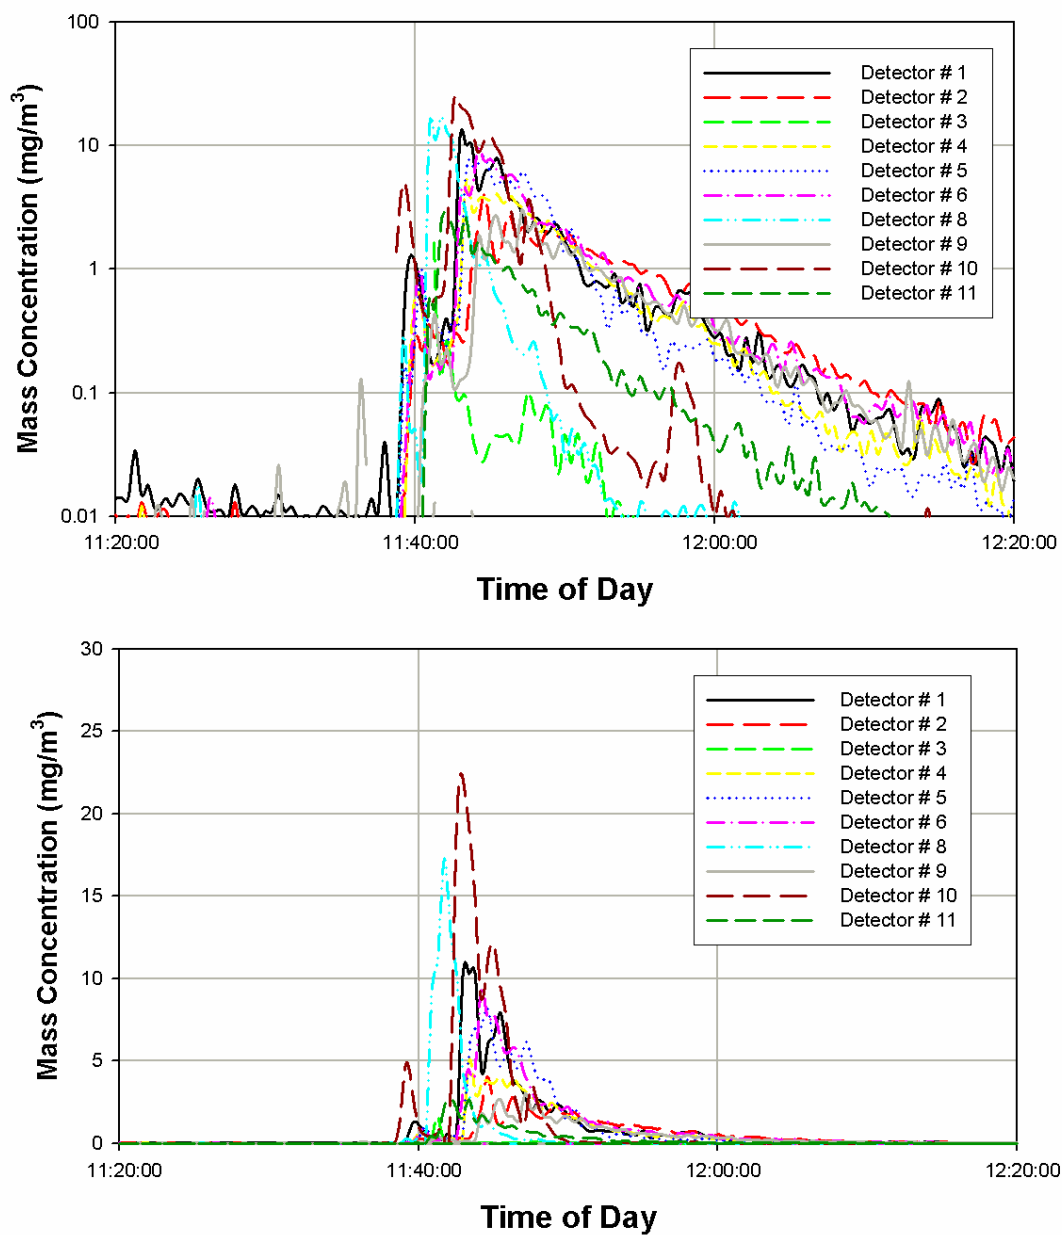 100
10
1
0.1
0.01
Mass Concentration (mg/m³)
Detector # 1
Detector # 2
Detector # 3
Detector # 4
Detector # 5
Detector # 6
Detector # 8
Detector # 9
Detector # 10
Detector # 11
11:20:00 11:40:00 12:00:00 12:20:00
Time of Day
30
25
20
15
10
5
0
Mass Concentration (mg/m³)
Detector # 1
Detector # 2
Detector # 3
Detector # 4
Detector # 5
Detector # 6
Detector # 8
Detector # 9
Detector # 10
Detector # 11
11:20:00 11:40:00 12:00:00 12:20:00
Time of Day